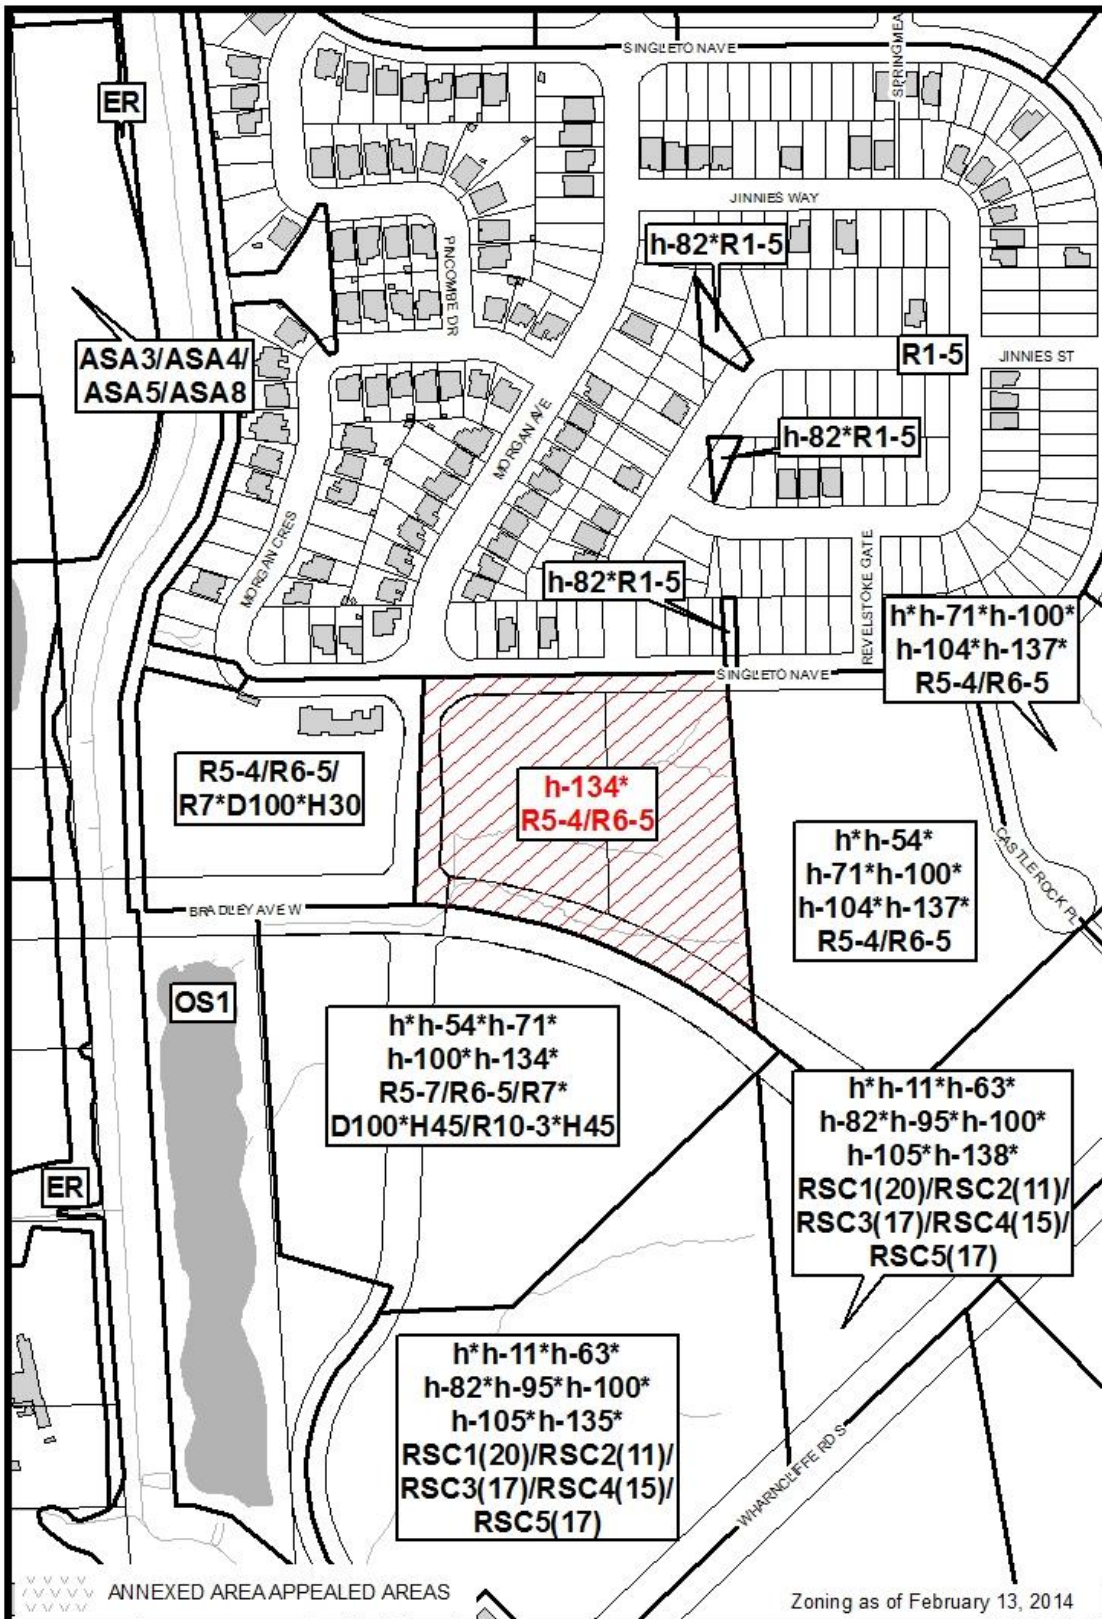 SINGLETON AVE
SPRINGMEA
ER
JINNIES WAY
h-82*R1-5
PINCOMBE DR
ASA3/ASA4/
ASA5/ASA8
R1-5
JINNIES ST
MORGAN AVE
h-82*R1-5
MORGAN CRES
h-82*R1-5
REVELSTOKE GATE
h*h-71*h-100*
h-104*h-137*
R5-4/R6-5
SINGLETON AVE
R5-4/R6-5/
R7*D100*H30
h-134*
R5-4/R6-5
h*h-54*
h-71*h-100*
h-104*h-137*
R5-4/R6-5
CASTLE ROCK PL
BRADLEY AVE W
OS1
h*h-54*h-71*
h-100*h-134*
R5-7/R6-5/R7*
D100*H45/R10-3*H45
h*h-11*h-63*
h-82*h-95*h-100*
h-105*h-138*
RSC1(20)/RSC2(11)/
RSC3(17)/RSC4(15)/
RSC5(17)
ER
h*h-11*h-63*
h-82*h-95*h-100*
h-105*h-135*
RSC1(20)/RSC2(11)/
RSC3(17)/RSC4(15)/
RSC5(17)
WHARNCLIFFE RD S
ANNEXED AREA APPEALED AREAS
Zoning as of February 13, 2014